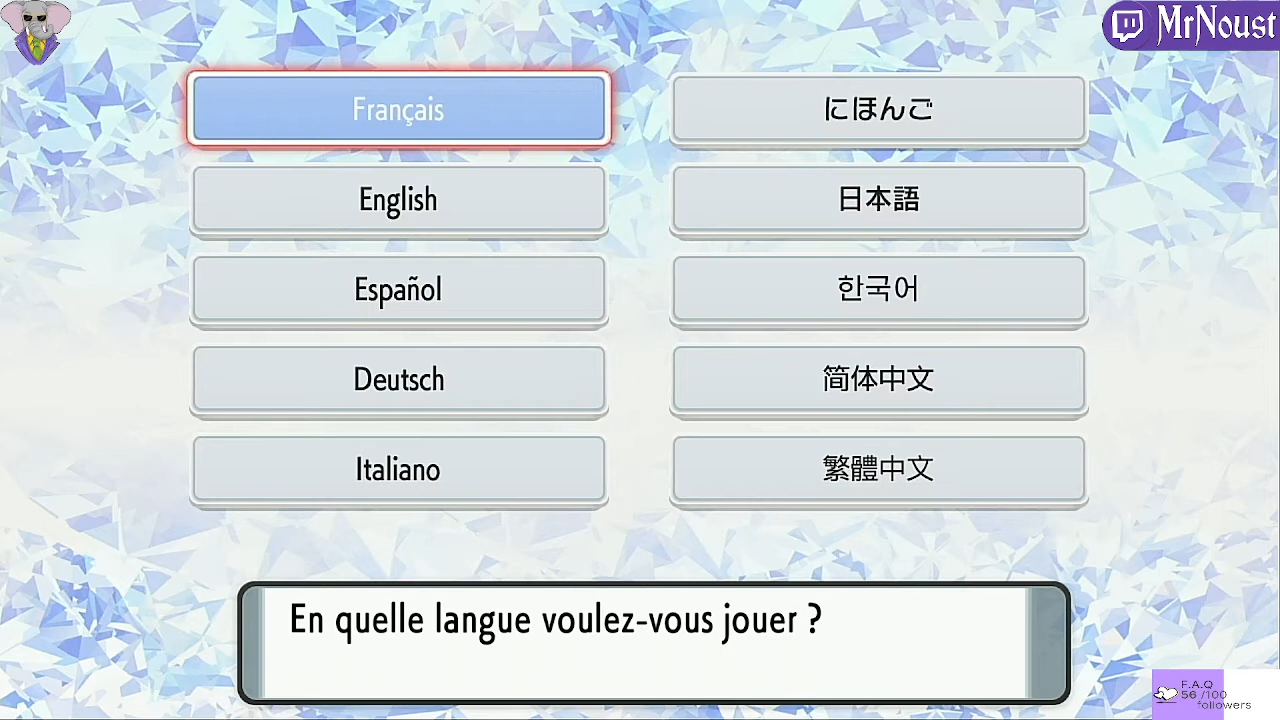 MrNoust
Français
にほんご
English
日本語
Español
한국어
Deutsch
简体中文
Italiano
繁體中文
En quelle langue voulez-vous jouer ?
F.A.Q
56 /100
followers